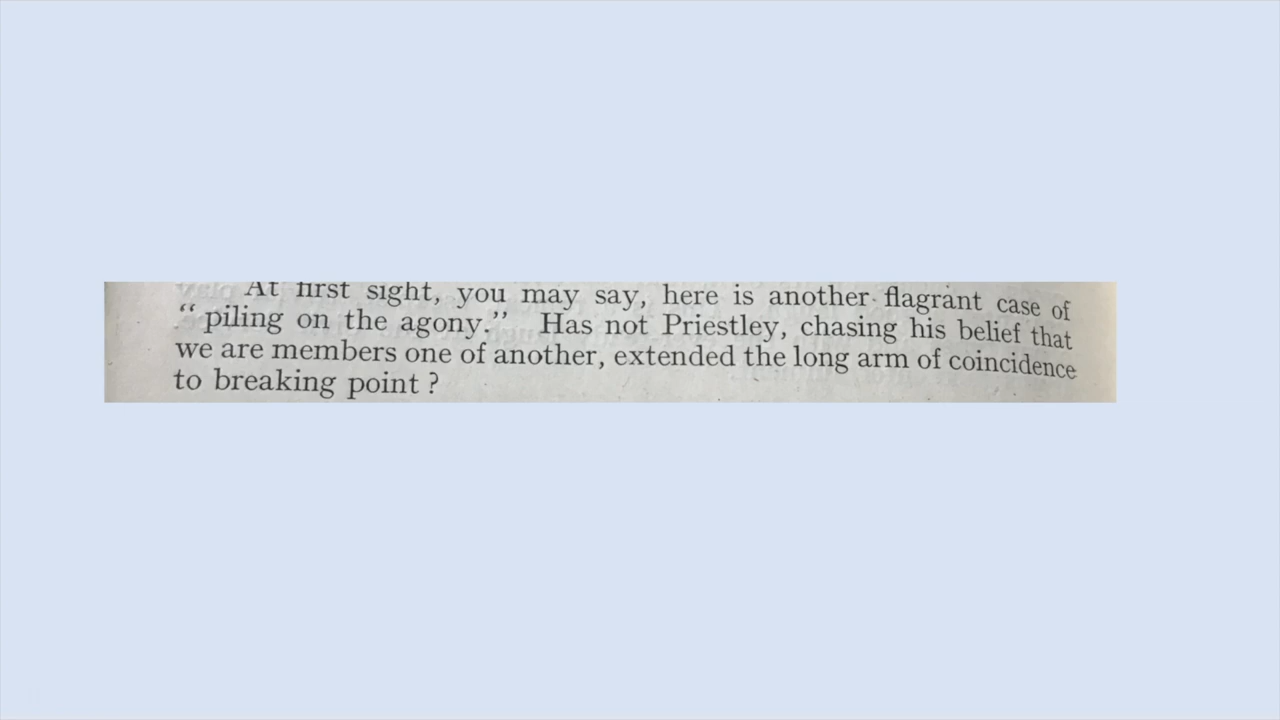 At first sight, you may say, here is another flagrant case of
“ piling on the agony.” Has not Priestley, chasing his belief that
we are members one of another, extended the long arm of coincidence
to breaking point ?